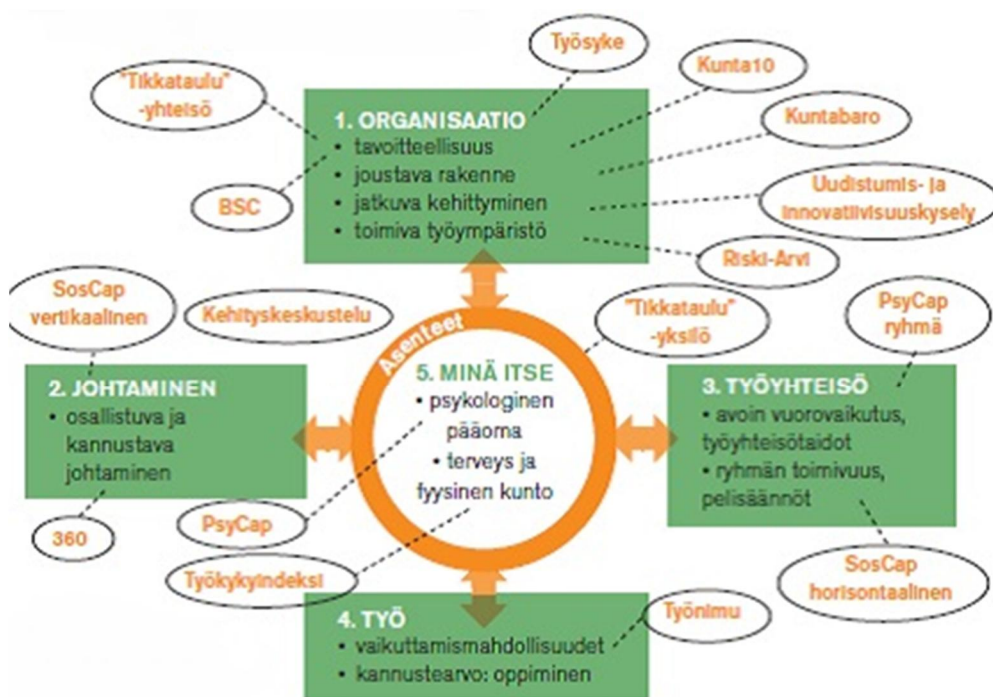 Työsyke
Kunta10
"Tikkataulu"
-yhteisö
Kuntabaro
BSC
Uudistumis- ja
innovatiivisuuskysely
Riski-Arvi
1. ORGANISAATIO
• tavoitteellisuus
• joustava rakenne
• jatkuva kehittyminen
• toimiva työympäristö
SosCap
vertikaalinen
Kehityskeskustelu
"Tikkataulu"
-yksilö
PsyCap
ryhmä
Asenteet
2. JOHTAMINEN
• osallistuva ja
kannustava
johtaminen
5. MINÄ ITSE
• psykologinen
pääoma
• terveys ja
fyysinen kunto
3. TYÖYHTEISÖ
• avoin vuorovaikutus,
työyhteisötaidot
• ryhmän toimivuus,
pelisäännöt
360
PsyCap
Työkykyindeksi
SosCap
horisontaalinen
Työnimu
4. TYÖ
• vaikuttamismahdollisuudet
• kannustearvo: oppiminen